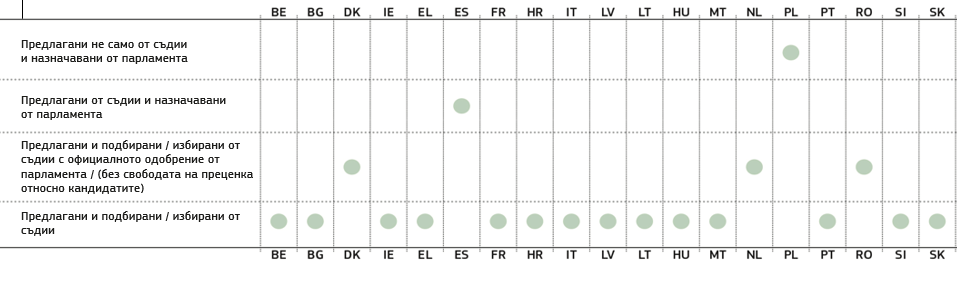 BE BG DK IE EL ES FR HR IT LV LT HU MT NL PL PT RO SI SK
Предлагани не само от съдии
и назначавани от парламента
Предлагани от съдии и назначавани
от парламента
Предлагани и подбирани / избирани от
съдии с официалното одобрение от
парламента / (без свободата на преценка
относно кандидатите)
Предлагани и подбирани / избирани от
съдии
BE BG DK IE EL ES FR HR IT LV LT HU MT NL PL PT RO SI SK